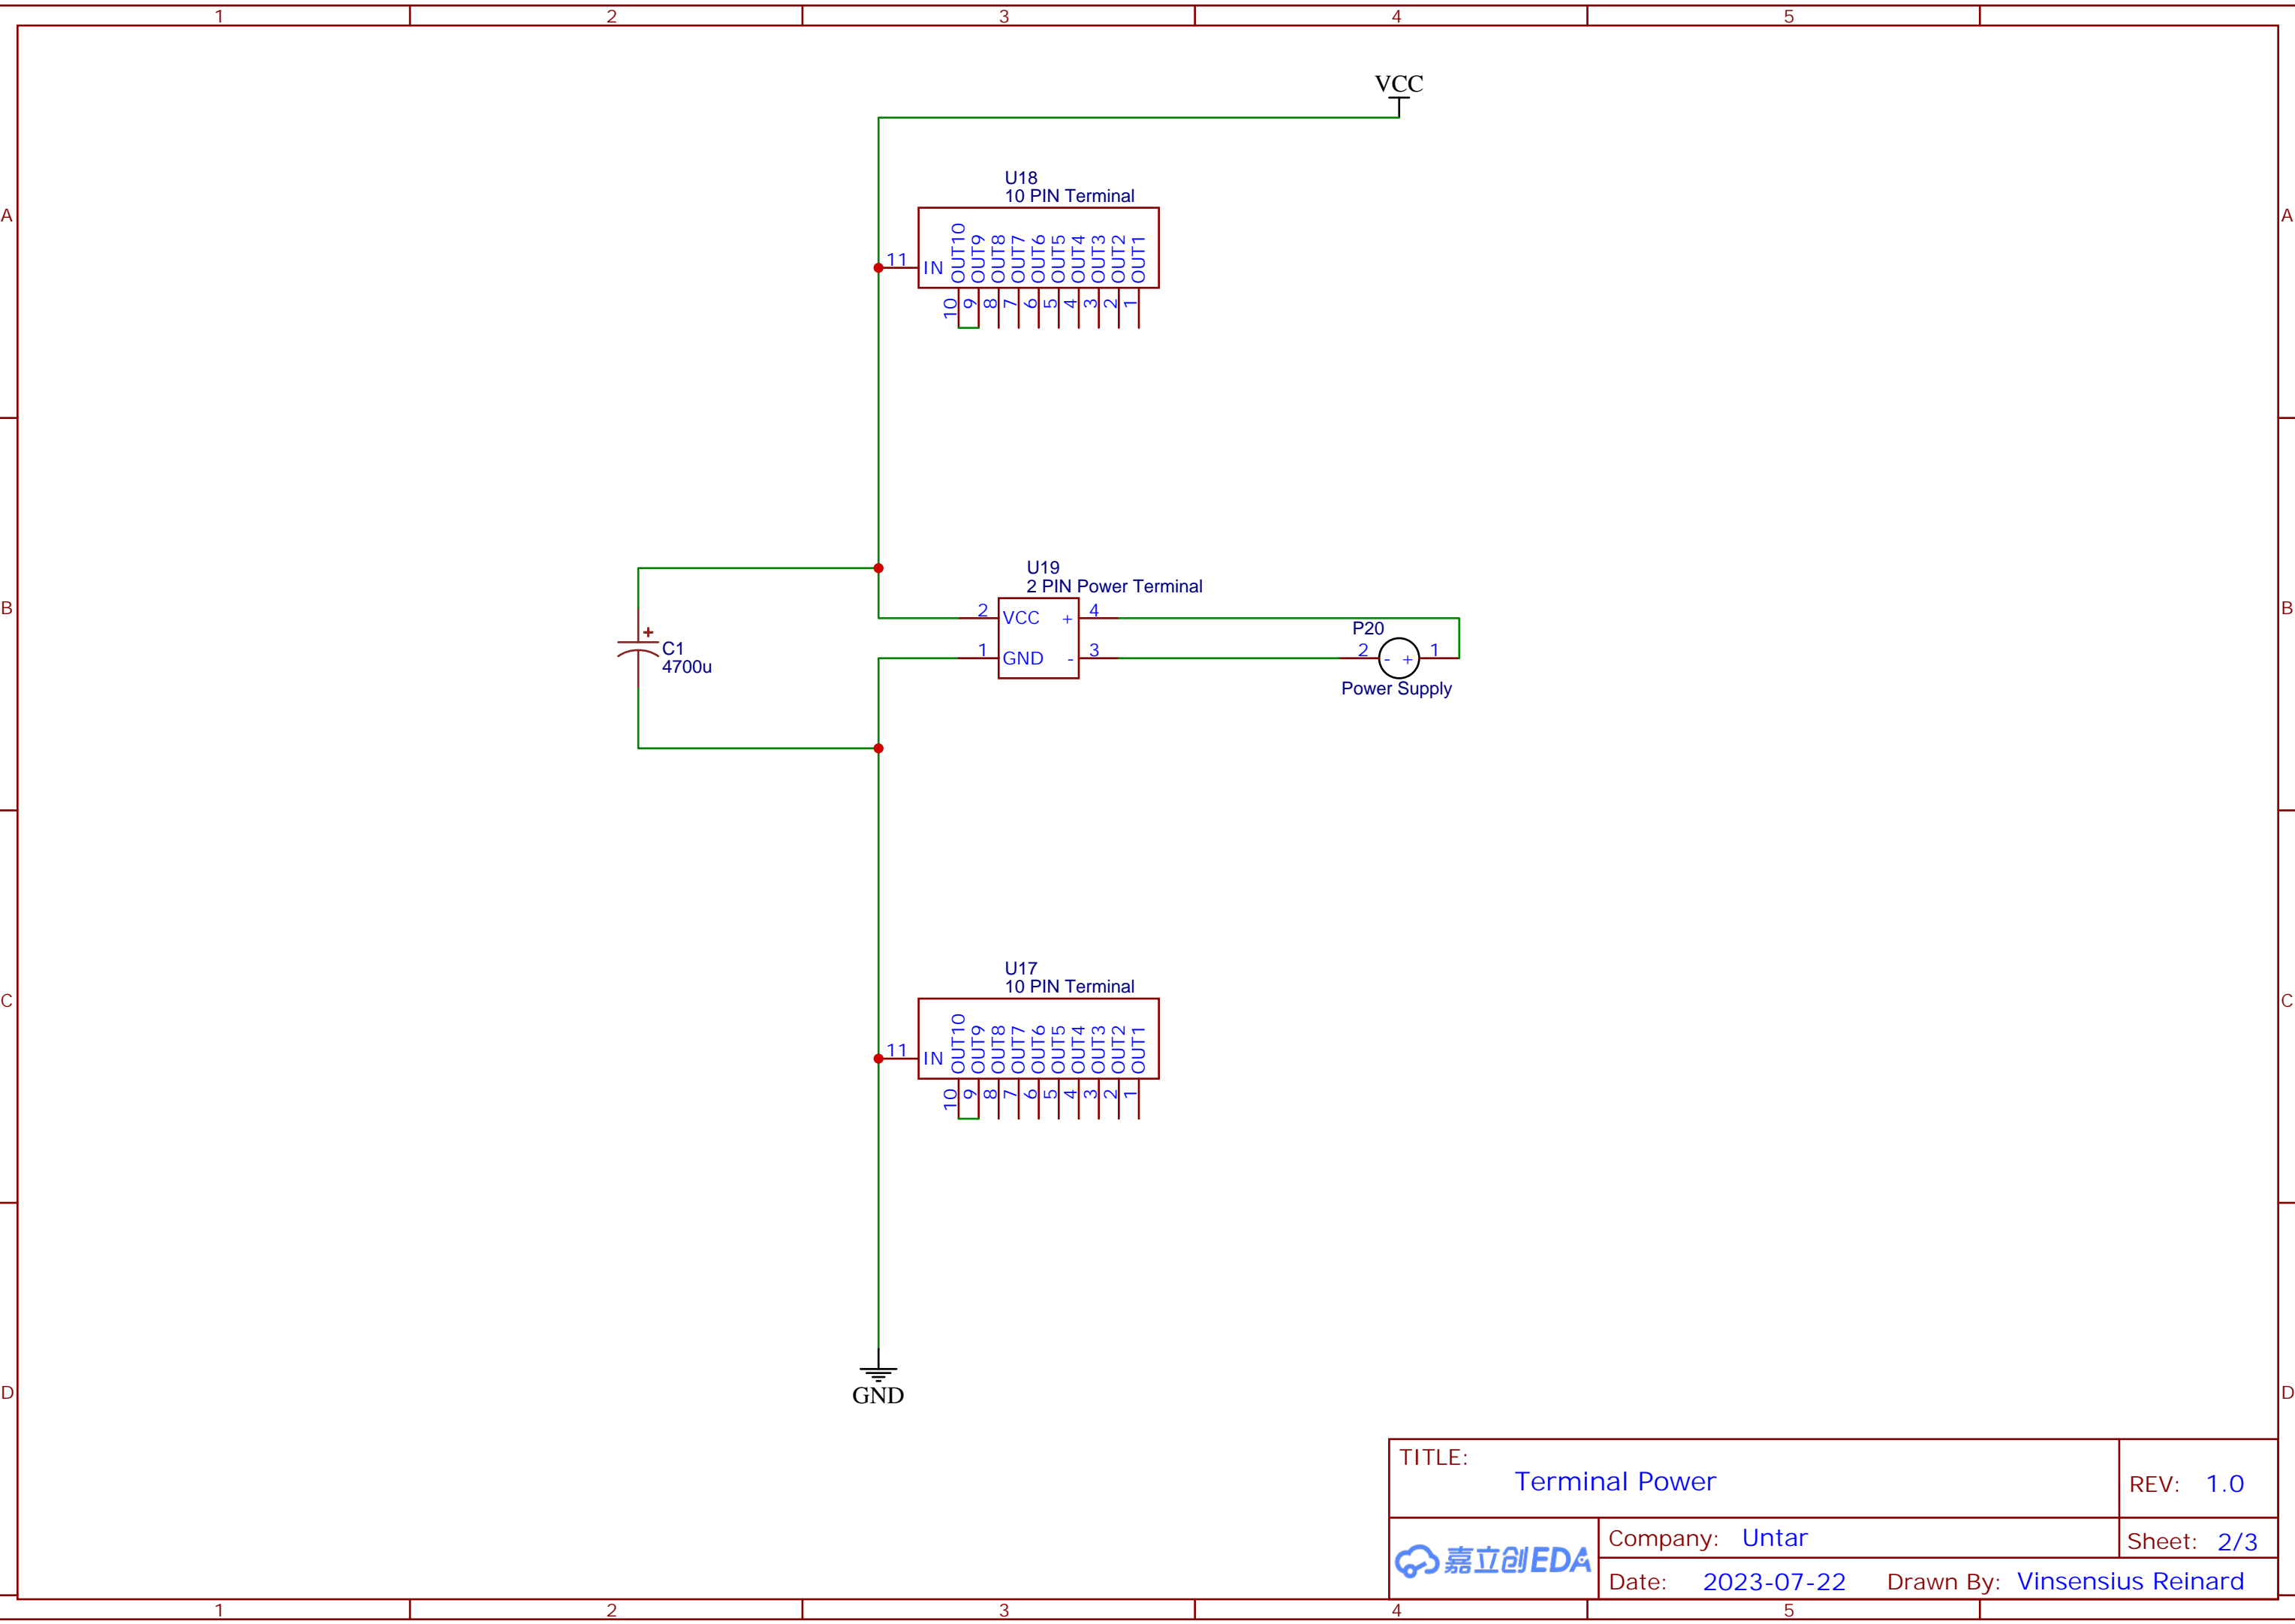 1 2 3 4 5
VCC
U18
10 PIN Terminal
A A
11 IN OUT10 OUT9 OUT8 OUT7 OUT6 OUT5 OUT4 OUT3 OUT2 OUT1
10 9 8 7 6 5 4 3 2 1
U19
2 PIN Power Terminal
B B
2 VCC + 4
P20
1 GND - 3
2 - + 1
Power Supply
+
C1
4700u
U17
10 PIN Terminal
C C
11 IN OUT10 OUT9 OUT8 OUT7 OUT6 OUT5 OUT4 OUT3 OUT2 OUT1
10 9 8 7 6 5 4 3 2 1
D D
GND
TITLE:
Terminal Power
REV: 1.0
嘉立创EDA
Company: Untar
Sheet: 2/3
Date: 2023-07-22 Drawn By: Vinsensius Reinard
1 2 3 4 5